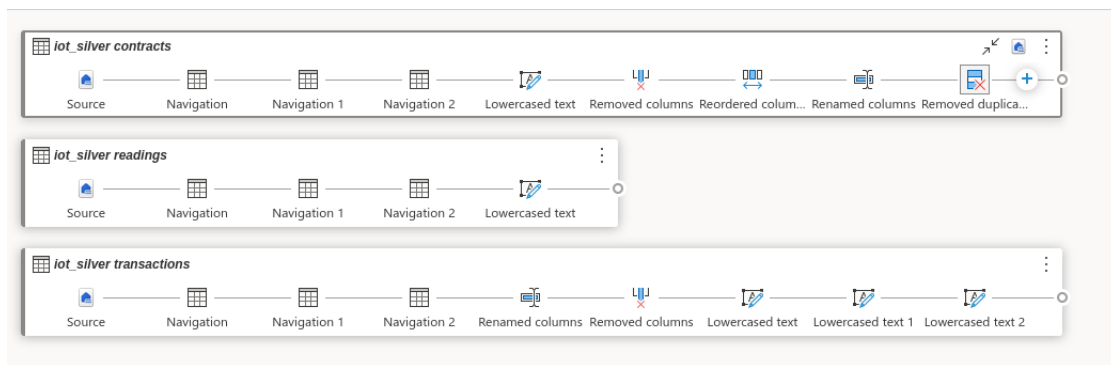 iot_silver contracts
Source Navigation Navigation 1 Navigation 2 Lowercased text Removed columns Reordered colum... Renamed columns Removed duplica...
iot_silver readings
Source Navigation Navigation 1 Navigation 2 Lowercased text
iot_silver transactions
Source Navigation Navigation 1 Navigation 2 Renamed columns Removed columns Lowercased text Lowercased text 1 Lowercased text 2